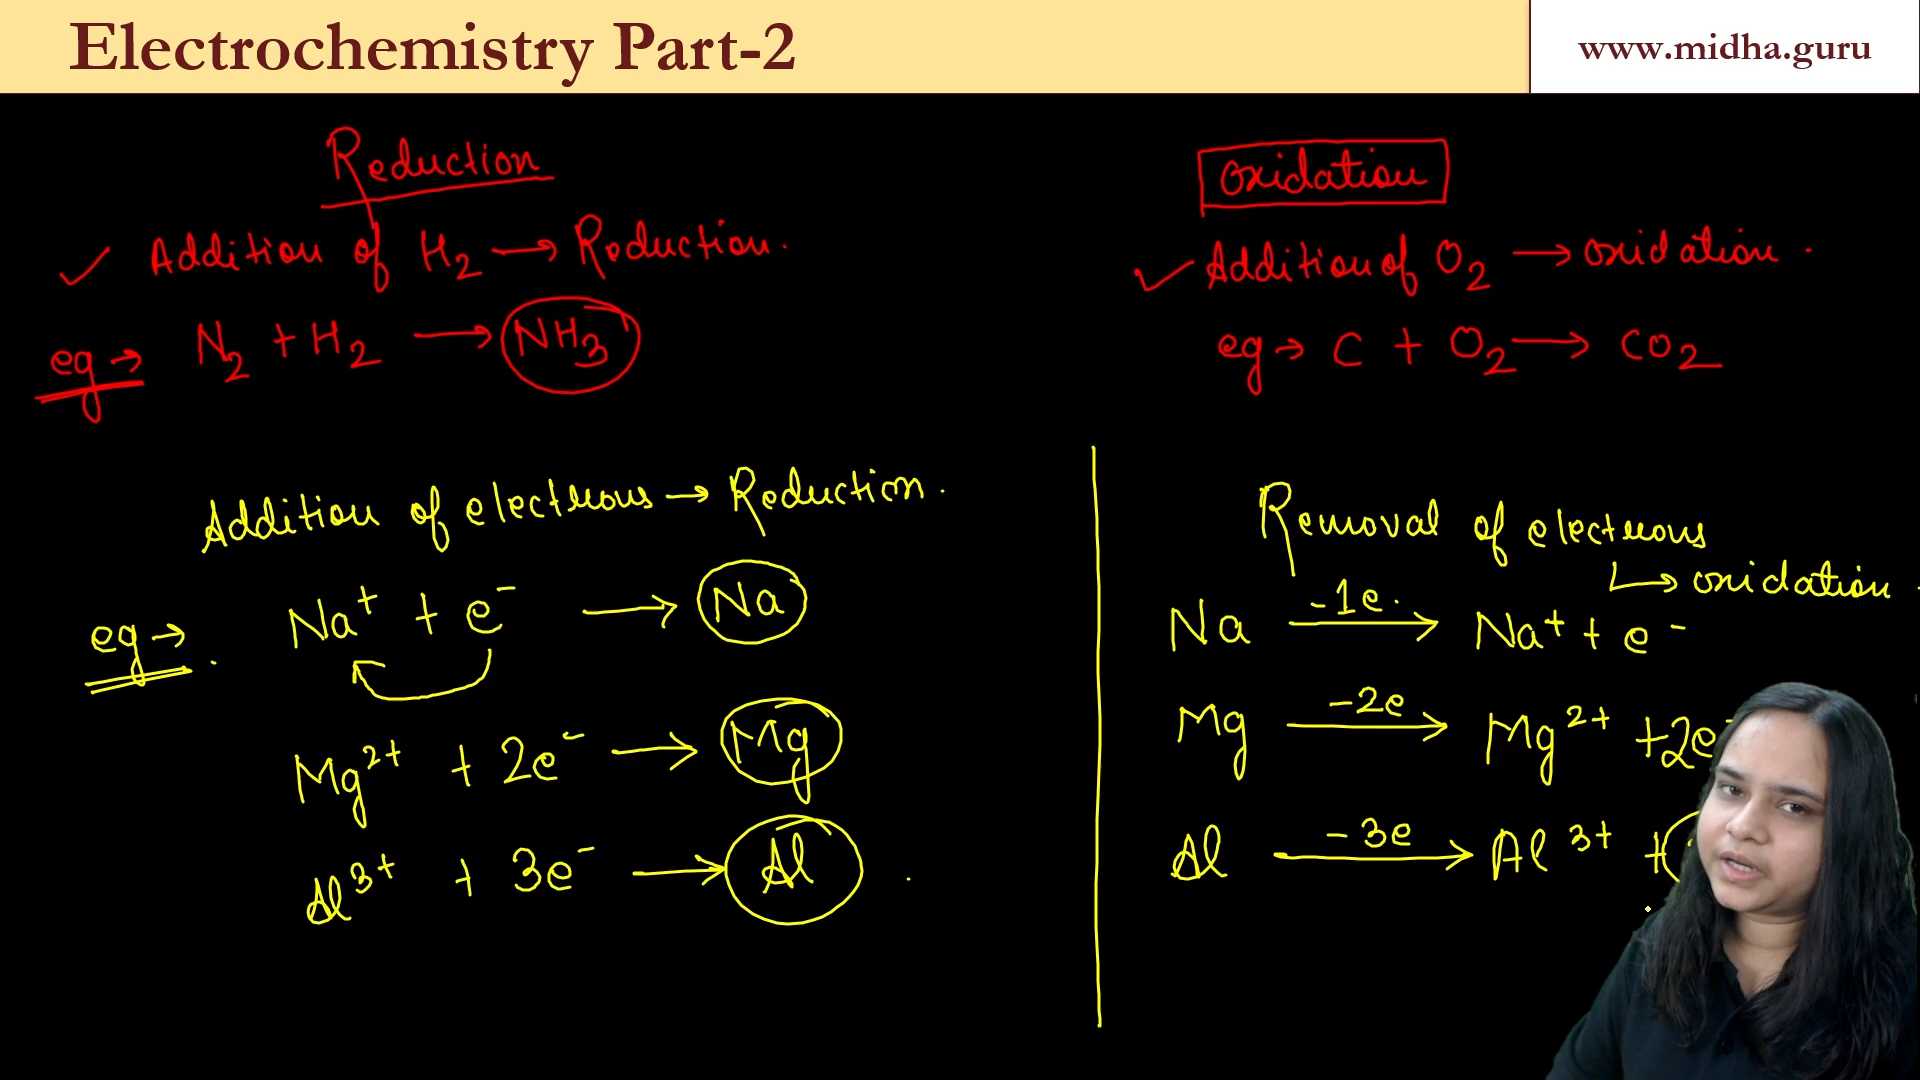 Electrochemistry Part-2
www.midha.guru
Reduction
✓ Addition of H₂ → Reduction.
eg → N₂ + H₂ → NH₃
Addition of electrons → Reduction.
eg → Na⁺ + e⁻ → Na
Mg²⁺ + 2e⁻ → Mg
Al³⁺ + 3e⁻ → Al
oxidation
✓ Addition of O₂ → oxidation.
eg → C + O₂ → CO₂
Removal of electrons
↳ oxidation
Na -1e → Na⁺ + e⁻
Mg -2e → Mg²⁺ + 2e⁻
Al -3e → Al³⁺ +